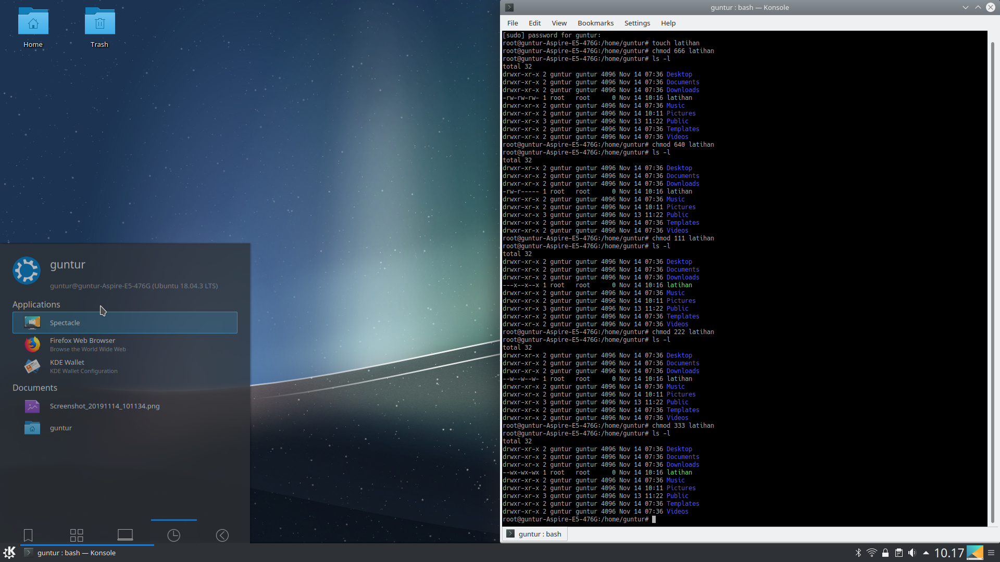 Home
Trash
guntur
guntur@guntur-Aspire-E5-476G (Ubuntu 18.04.3 LTS)
Applications
Spectacle
Firefox Web Browser
Browse the World Wide Web
KDE Wallet
KDE Wallet Configuration
Documents
Screenshot_20191114_101134.png
guntur
guntur : bash — Konsole
File Edit View Bookmarks Settings Help
[sudo] password for guntur:
root@guntur-Aspire-E5-476G:/home/guntur# touch latihan
root@guntur-Aspire-E5-476G:/home/guntur# chmod 666 latihan
root@guntur-Aspire-E5-476G:/home/guntur# ls -l
total 32
drwxr-xr-x 2 guntur guntur 4096 Nov 14 07:36 Desktop
drwxr-xr-x 2 guntur guntur 4096 Nov 14 07:36 Documents
drwxr-xr-x 2 guntur guntur 4096 Nov 14 07:36 Downloads
-rw-rw-rw- 1 root   root      0 Nov 14 10:16 latihan
drwxr-xr-x 2 guntur guntur 4096 Nov 14 07:36 Music
drwxr-xr-x 2 guntur guntur 4096 Nov 14 10:11 Pictures
drwxr-xr-x 3 guntur guntur 4096 Nov 13 11:22 Public
drwxr-xr-x 2 guntur guntur 4096 Nov 14 07:36 Templates
drwxr-xr-x 2 guntur guntur 4096 Nov 14 07:36 Videos
root@guntur-Aspire-E5-476G:/home/guntur# chmod 640 latihan
root@guntur-Aspire-E5-476G:/home/guntur# ls -l
total 32
drwxr-xr-x 2 guntur guntur 4096 Nov 14 07:36 Desktop
drwxr-xr-x 2 guntur guntur 4096 Nov 14 07:36 Documents
drwxr-xr-x 2 guntur guntur 4096 Nov 14 07:36 Downloads
-rw-r----- 1 root   root      0 Nov 14 10:16 latihan
drwxr-xr-x 2 guntur guntur 4096 Nov 14 07:36 Music
drwxr-xr-x 2 guntur guntur 4096 Nov 14 10:11 Pictures
drwxr-xr-x 3 guntur guntur 4096 Nov 13 11:22 Public
drwxr-xr-x 2 guntur guntur 4096 Nov 14 07:36 Templates
drwxr-xr-x 2 guntur guntur 4096 Nov 14 07:36 Videos
root@guntur-Aspire-E5-476G:/home/guntur# chmod 111 latihan
root@guntur-Aspire-E5-476G:/home/guntur# ls -l
total 32
drwxr-xr-x 2 guntur guntur 4096 Nov 14 07:36 Desktop
drwxr-xr-x 2 guntur guntur 4096 Nov 14 07:36 Documents
drwxr-xr-x 2 guntur guntur 4096 Nov 14 07:36 Downloads
---x--x--x 1 root   root      0 Nov 14 10:16 latihan
drwxr-xr-x 2 guntur guntur 4096 Nov 14 07:36 Music
drwxr-xr-x 2 guntur guntur 4096 Nov 14 10:11 Pictures
drwxr-xr-x 3 guntur guntur 4096 Nov 13 11:22 Public
drwxr-xr-x 2 guntur guntur 4096 Nov 14 07:36 Templates
drwxr-xr-x 2 guntur guntur 4096 Nov 14 07:36 Videos
root@guntur-Aspire-E5-476G:/home/guntur# chmod 222 latihan
root@guntur-Aspire-E5-476G:/home/guntur# ls -l
total 32
drwxr-xr-x 2 guntur guntur 4096 Nov 14 07:36 Desktop
drwxr-xr-x 2 guntur guntur 4096 Nov 14 07:36 Documents
drwxr-xr-x 2 guntur guntur 4096 Nov 14 07:36 Downloads
--w--w--w- 1 root   root      0 Nov 14 10:16 latihan
drwxr-xr-x 2 guntur guntur 4096 Nov 14 07:36 Music
drwxr-xr-x 2 guntur guntur 4096 Nov 14 10:11 Pictures
drwxr-xr-x 3 guntur guntur 4096 Nov 13 11:22 Public
drwxr-xr-x 2 guntur guntur 4096 Nov 14 07:36 Templates
drwxr-xr-x 2 guntur guntur 4096 Nov 14 07:36 Videos
root@guntur-Aspire-E5-476G:/home/guntur# chmod 333 latihan
root@guntur-Aspire-E5-476G:/home/guntur# ls -l
total 32
drwxr-xr-x 2 guntur guntur 4096 Nov 14 07:36 Desktop
drwxr-xr-x 2 guntur guntur 4096 Nov 14 07:36 Documents
drwxr-xr-x 2 guntur guntur 4096 Nov 14 07:36 Downloads
--wx-wx-wx 1 root   root      0 Nov 14 10:16 latihan
drwxr-xr-x 2 guntur guntur 4096 Nov 14 07:36 Music
drwxr-xr-x 2 guntur guntur 4096 Nov 14 10:11 Pictures
drwxr-xr-x 3 guntur guntur 4096 Nov 13 11:22 Public
drwxr-xr-x 2 guntur guntur 4096 Nov 14 07:36 Templates
drwxr-xr-x 2 guntur guntur 4096 Nov 14 07:36 Videos
root@guntur-Aspire-E5-476G:/home/guntur#
guntur : bash
guntur : bash — Konsole
10.17